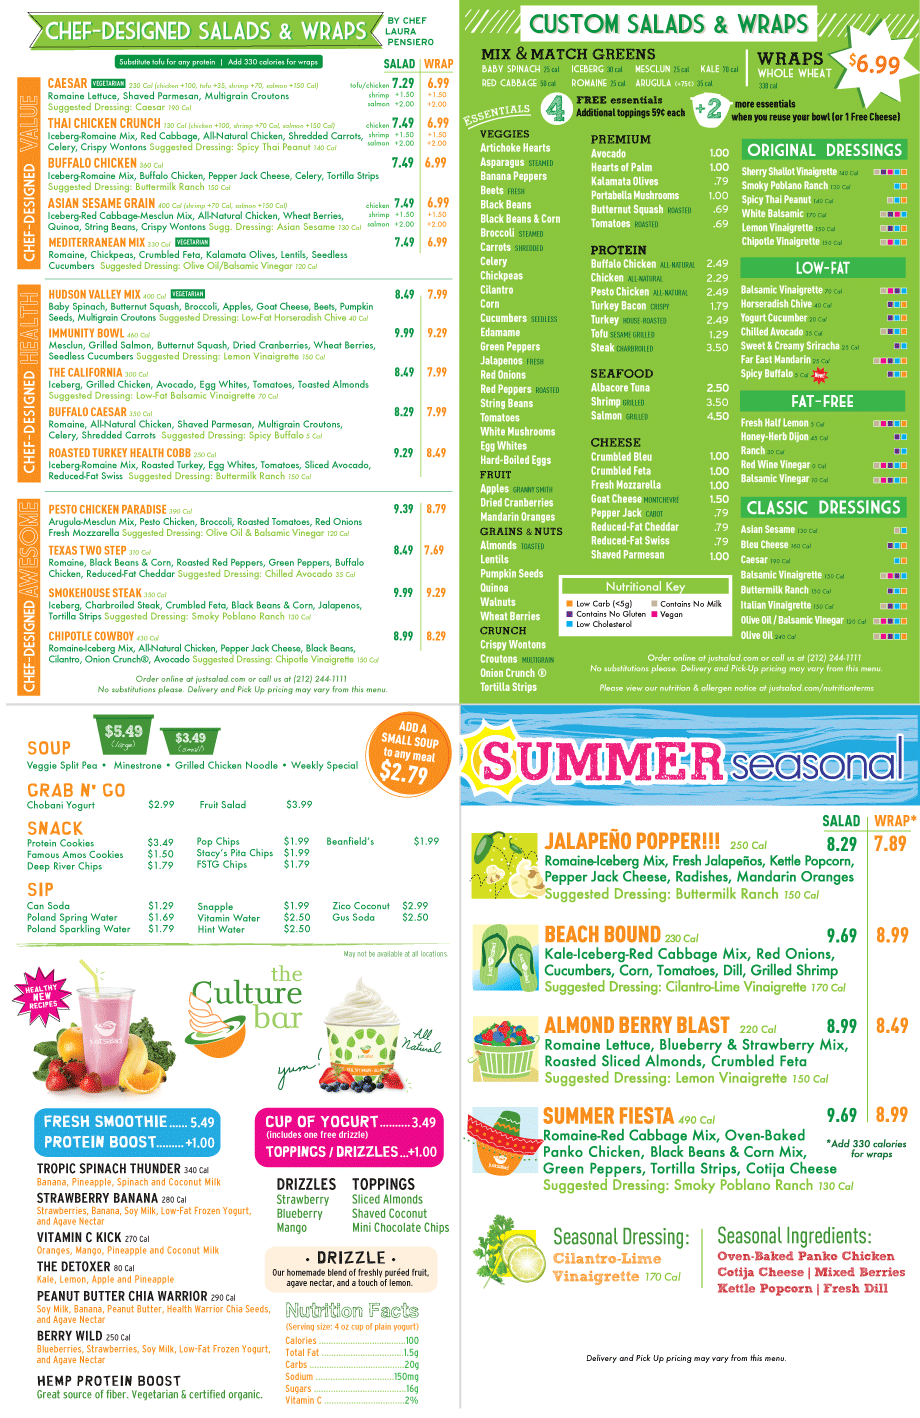 CHEF-DESIGNED SALADS & WRAPS
BY CHEF
LAURA
PENSIERO
Substitute tofu for any protein | Add 330 calories for wraps
SALAD | WRAP
CHEF-DESIGNED VALUE
CAESAR VEGETARIAN 230 Cal (chicken +100, tofu +35, shrimp +70, salmon +150 Cal) tofu/chicken 7.29 6.99
Romaine Lettuce, Shaved Parmesan, Multigrain Croutons shrimp +1.50 +1.50
Suggested Dressing: Caesar 190 Cal salmon +2.00 +2.00
THAI CHICKEN CRUNCH 130 Cal (chicken +100, shrimp +70 Cal, salmon +150 Cal) chicken 7.49 6.99
Iceberg-Romaine Mix, Red Cabbage, All-Natural Chicken, Shredded Carrots, shrimp +1.50 +1.50
Celery, Crispy Wontons Suggested Dressing: Spicy Thai Peanut 140 Cal salmon +2.00 +2.00
BUFFALO CHICKEN 360 Cal 7.49 6.99
Iceberg-Romaine Mix, Buffalo Chicken, Pepper Jack Cheese, Celery, Tortilla Strips
Suggested Dressing: Buttermilk Ranch 150 Cal
ASIAN SESAME GRAIN 400 Cal (shrimp +70 Cal, salmon +150 Cal) chicken 7.49 6.99
Iceberg-Red Cabbage-Mesclun Mix, All-Natural Chicken, Wheat Berries, shrimp +1.50 +1.50
Quinoa, String Beans, Crispy Wontons Sugg. Dressing: Asian Sesame 130 Cal salmon +2.00 +2.00
MEDITERRANEAN MIX 330 Cal VEGETARIAN 7.49 6.99
Romaine, Chickpeas, Crumbled Feta, Kalamata Olives, Lentils, Seedless
Cucumbers Suggested Dressing: Olive Oil/Balsamic Vinegar 120 Cal
CHEF-DESIGNED HEALTH
HUDSON VALLEY MIX 400 Cal VEGETARIAN 8.49 7.99
Baby Spinach, Butternut Squash, Broccoli, Apples, Goat Cheese, Beets, Pumpkin
Seeds, Multigrain Croutons Suggested Dressing: Low-Fat Horseradish Chive 40 Cal
IMMUNITY BOWL 460 Cal 9.99 9.29
Mesclun, Grilled Salmon, Butternut Squash, Dried Cranberries, Wheat Berries,
Seedless Cucumbers Suggested Dressing: Lemon Vinaigrette 150 Cal
THE CALIFORNIA 300 Cal 8.49 7.99
Iceberg, Grilled Chicken, Avocado, Egg Whites, Tomatoes, Toasted Almonds
Suggested Dressing: Low-Fat Balsamic Vinaigrette 70 Cal
BUFFALO CAESAR 350 Cal 8.29 7.99
Romaine, All-Natural Chicken, Shaved Parmesan, Multigrain Croutons,
Celery, Shredded Carrots Suggested Dressing: Spicy Buffalo 5 Cal
ROASTED TURKEY HEALTH COBB 250 Cal 9.29 8.49
Iceberg-Romaine Mix, Roasted Turkey, Egg Whites, Tomatoes, Sliced Avocado,
Reduced-Fat Swiss Suggested Dressing: Buttermilk Ranch 150 Cal
CHEF-DESIGNED AWESOME
PESTO CHICKEN PARADISE 390 Cal 9.39 8.79
Arugula-Mesclun Mix, Pesto Chicken, Broccoli, Roasted Tomatoes, Red Onions
Fresh Mozzarella Suggested Dressing: Olive Oil & Balsamic Vinegar 120 Cal
TEXAS TWO STEP 310 Cal 8.49 7.69
Romaine, Black Beans & Corn, Roasted Red Peppers, Green Peppers, Buffalo
Chicken, Reduced-Fat Cheddar Suggested Dressing: Chilled Avocado 35 Cal
SMOKEHOUSE STEAK 350 Cal 9.99 9.29
Iceberg, Charbroiled Steak, Crumbled Feta, Black Beans & Corn, Jalapenos,
Tortilla Strips Suggested Dressing: Smoky Poblano Ranch 130 Cal
CHIPOTLE COWBOY 430 Cal 8.99 8.29
Romaine-Iceberg Mix, All-Natural Chicken, Pepper Jack Cheese, Black Beans,
Cilantro, Onion Crunch®, Avocado Suggested Dressing: Chipotle Vinaigrette 150 Cal
Order online at justsalad.com or call us at (212) 244-1111
No substitutions please. Delivery and Pick Up pricing may vary from this menu.
CUSTOM SALADS & WRAPS
MIX & MATCH GREENS
BABY SPINACH 25 cal ICEBERG 30 cal MESCLUN 25 cal KALE 70 cal
RED CABBAGE 50 cal ROMAINE 25 cal ARUGULA (+75¢) 35 cal
WRAPS
WHOLE WHEAT
330 cal
$6.99
ESSENTIALS
4 FREE essentials
Additional toppings 59¢ each
+2 more essentials
when you reuse your bowl (or 1 Free Cheese)
VEGGIES
Artichoke Hearts
Asparagus STEAMED
Banana Peppers
Beets FRESH
Black Beans
Black Beans & Corn
Broccoli STEAMED
Carrots SHREDDED
Celery
Chickpeas
Cilantro
Corn
Cucumbers SEEDLESS
Edamame
Green Peppers
Jalapenos FRESH
Red Onions
Red Peppers ROASTED
String Beans
Tomatoes
White Mushrooms
Egg Whites
Hard-Boiled Eggs
FRUIT
Apples GRANNY SMITH
Dried Cranberries
Mandarin Oranges
GRAINS & NUTS
Almonds TOASTED
Lentils
Pumpkin Seeds
Quinoa
Walnuts
Wheat Berries
CRUNCH
Crispy Wontons
Croutons MULTIGRAIN
Onion Crunch ®
Tortilla Strips
PREMIUM
Avocado 1.00
Hearts of Palm 1.00
Kalamata Olives .79
Portabella Mushrooms 1.00
Butternut Squash ROASTED .69
Tomatoes ROASTED .69
PROTEIN
Buffalo Chicken ALL-NATURAL 2.49
Chicken ALL-NATURAL 2.29
Pesto Chicken ALL-NATURAL 2.49
Turkey Bacon CRISPY 1.79
Turkey HOUSE-ROASTED 2.49
Tofu SESAME GRILLED 1.29
Steak CHARBROILED 3.50
SEAFOOD
Albacore Tuna 2.50
Shrimp GRILLED 3.50
Salmon GRILLED 4.50
CHEESE
Crumbled Bleu 1.00
Crumbled Feta 1.00
Fresh Mozzarella 1.00
Goat Cheese MONTCHEVRE 1.50
Pepper Jack CABOT .79
Reduced-Fat Cheddar .79
Reduced-Fat Swiss .79
Shaved Parmesan 1.00
Nutritional Key
Low Carb (<5g) Contains No Milk
Contains No Gluten Vegan
Low Cholesterol
ORIGINAL DRESSINGS
Sherry Shallot Vinaigrette 140 Cal
Smoky Poblano Ranch 130 Cal
Spicy Thai Peanut 140 Cal
White Balsamic 170 Cal
Lemon Vinaigrette 150 Cal
Chipotle Vinaigrette 150 Cal
LOW-FAT
Balsamic Vinaigrette 70 Cal
Horseradish Chive 40 Cal
Yogurt Cucumber 20 Cal
Chilled Avocado 35 Cal
Sweet & Creamy Sriracha 25 Cal
Far East Mandarin 25 Cal
Spicy Buffalo 5 Cal
FAT-FREE
Fresh Half Lemon 5 Cal
Honey-Herb Dijon 45 Cal
Ranch 30 Cal
Red Wine Vinegar 0 Cal
Balsamic Vinegar 10 Cal
CLASSIC DRESSINGS
Asian Sesame 130 Cal
Bleu Cheese 160 Cal
Caesar 190 Cal
Balsamic Vinaigrette 150 Cal
Buttermilk Ranch 150 Cal
Italian Vinaigrette 150 Cal
Olive Oil / Balsamic Vinegar 120 Cal
Olive Oil 240 Cal
Order online at justsalad.com or call us at (212) 244-1111
No substitutions please. Delivery and Pick-Up pricing may vary from this menu.
Please view our nutrition & allergen notice at justsalad.com/nutritionterms
SOUP $5.49 (large) $3.49 (small)
Veggie Split Pea • Minestrone • Grilled Chicken Noodle • Weekly Special
ADD A
SMALL SOUP
to any meal
$2.79
GRAB N' GO
Chobani Yogurt $2.99 Fruit Salad $3.99
SNACK
Protein Cookies $3.49 Pop Chips $1.99 Beanfield's $1.99
Famous Amos Cookies $1.50 Stacy's Pita Chips $1.99
Deep River Chips $1.79 FSTG Chips $1.79
SIP
Can Soda $1.29 Snapple $1.99 Zico Coconut $2.99
Poland Spring Water $1.69 Vitamin Water $2.50 Gus Soda $2.50
Poland Sparkling Water $1.79 Hint Water $2.50
May not be available at all locations.
HEALTHY
NEW
RECIPES
justsalad
the
Culture
bar
yum!
All
Natural
FRESH SMOOTHIE...... 5.49
PROTEIN BOOST.........+1.00
TROPIC SPINACH THUNDER 340 Cal
Banana, Pineapple, Spinach and Coconut Milk
STRAWBERRY BANANA 280 Cal
Strawberries, Banana, Soy Milk, Low-Fat Frozen Yogurt,
and Agave Nectar
VITAMIN C KICK 270 Cal
Oranges, Mango, Pineapple and Coconut Milk
THE DETOXER 80 Cal
Kale, Lemon, Apple and Pineapple
PEANUT BUTTER CHIA WARRIOR 290 Cal
Soy Milk, Banana, Peanut Butter, Health Warrior Chia Seeds,
and Agave Nectar
BERRY WILD 250 Cal
Blueberries, Strawberries, Soy Milk, Low-Fat Frozen Yogurt,
and Agave Nectar
HEMP PROTEIN BOOST
Great source of fiber. Vegetarian & certified organic.
CUP OF YOGURT..........3.49
(includes one free drizzle)
TOPPINGS / DRIZZLES...+1.00
DRIZZLES TOPPINGS
Strawberry Sliced Almonds
Blueberry Shaved Coconut
Mango Mini Chocolate Chips
• DRIZZLE •
Our homemade blend of freshly puréed fruit,
agave nectar, and a touch of lemon.
Nutrition Facts
(Serving size: 4 oz cup of plain yogurt)
Calories 100
Total Fat 1.5g
Carbs 20g
Sodium 150mg
Sugars 16g
Vitamin C 2%
SUMMER seasonal
SALAD | WRAP*
JALAPEÑO POPPER!!! 250 Cal 8.29 7.89
Romaine-Iceberg Mix, Fresh Jalapeños, Kettle Popcorn,
Pepper Jack Cheese, Radishes, Mandarin Oranges
Suggested Dressing: Buttermilk Ranch 150 Cal
BEACH BOUND 230 Cal 9.69 8.99
Kale-Iceberg-Red Cabbage Mix, Red Onions,
Cucumbers, Corn, Tomatoes, Dill, Grilled Shrimp
Suggested Dressing: Cilantro-Lime Vinaigrette 170 Cal
ALMOND BERRY BLAST 220 Cal 8.99 8.49
Romaine Lettuce, Blueberry & Strawberry Mix,
Roasted Sliced Almonds, Crumbled Feta
Suggested Dressing: Lemon Vinaigrette 150 Cal
SUMMER FIESTA 490 Cal 9.69 8.99
Romaine-Red Cabbage Mix, Oven-Baked
Panko Chicken, Black Beans & Corn Mix,
Green Peppers, Tortilla Strips, Cotija Cheese
Suggested Dressing: Smoky Poblano Ranch 130 Cal
*Add 330 calories
for wraps
justsalad
Seasonal Dressing:
Cilantro-Lime
Vinaigrette 170 Cal
Seasonal Ingredients:
Oven-Baked Panko Chicken
Cotija Cheese | Mixed Berries
Kettle Popcorn | Fresh Dill
Delivery and Pick Up pricing may vary from this menu.